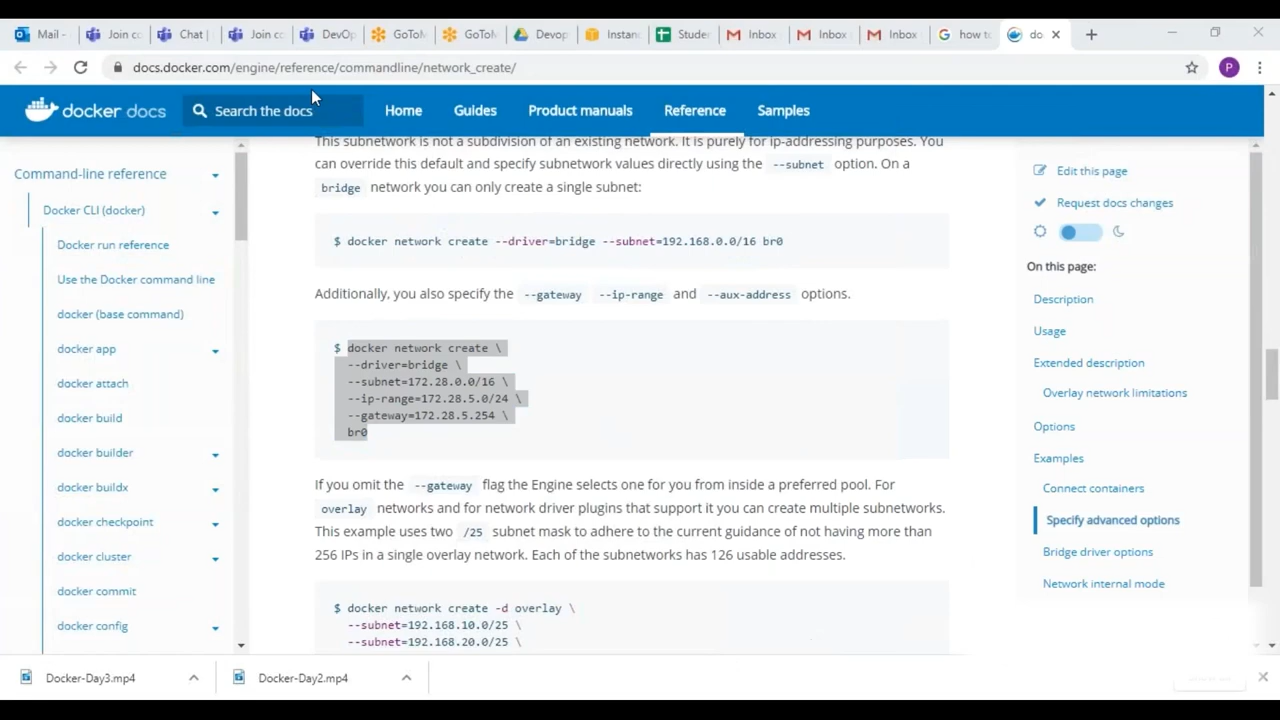 Mail -
Join co
Chat |
Join co
DevOp
GoToM
GoToM
Devop
Instanc
Stude
Inbox
Inbox
Inbox
how to
do
docs.docker.com/engine/reference/commandline/network_create/
P
docker docs
Search the docs
Home
Guides
Product manuals
Reference
Samples
Command-line reference
Docker CLI (docker)
Docker run reference
Use the Docker command line
docker (base command)
docker app
docker attach
docker build
docker builder
docker buildx
docker checkpoint
docker cluster
docker commit
docker config
This subnetwork is not a subdivision of an existing network. It is purely for ip-addressing purposes. You
can override this default and specify subnetwork values directly using the --subnet option. On a
bridge network you can only create a single subnet:
$ docker network create --driver=bridge --subnet=192.168.0.0/16 br0
Additionally, you also specify the --gateway --ip-range and --aux-address options.
$ docker network create \
--driver=bridge \
--subnet=172.28.0.0/16 \
--ip-range=172.28.5.0/24 \
--gateway=172.28.5.254 \
br0
If you omit the --gateway flag the Engine selects one for you from inside a preferred pool. For
overlay networks and for network driver plugins that support it you can create multiple subnetworks.
This example uses two /25 subnet mask to adhere to the current guidance of not having more than
256 IPs in a single overlay network. Each of the subnetworks has 126 usable addresses.
$ docker network create -d overlay \
--subnet=192.168.10.0/25 \
--subnet=192.168.20.0/25 \
Edit this page
Request docs changes
On this page:
Description
Usage
Extended description
Overlay network limitations
Options
Examples
Connect containers
Specify advanced options
Bridge driver options
Network internal mode
Docker-Day3.mp4
Docker-Day2.mp4